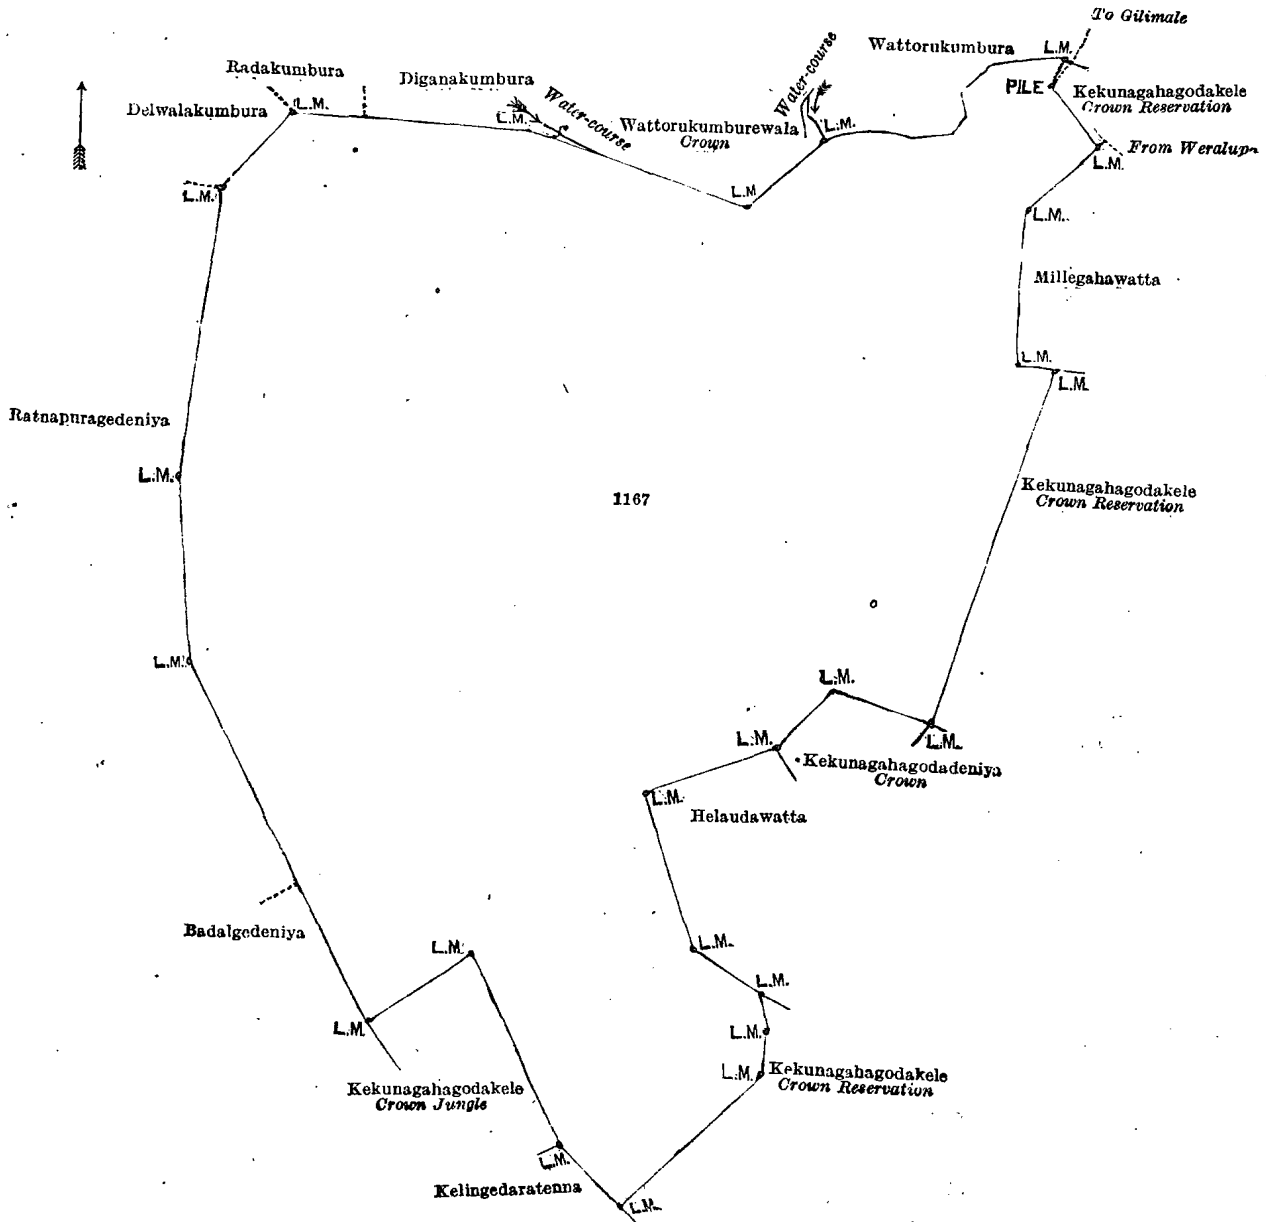 To Gilimale
Wattorukumbura
L.M.
Radakumbura
Diganakumbura
Water-course
PILE
Kekunagahagodakele
Crown Reservation
Delwalakumbura
L.M.
L.M.
Water-course
Wattorukumburewala
Crown
L.M.
From Weralupe
L.M.
L.M.
L.M
L.M.
Millegahawatta
L.M.
L.M.
Ratnapuragedeniya
L.M.
1167
Kekunagahagodakele
Crown Reservation
L.M.
L.M.
L.M.
L.M.
Kekunagahagodadeniya
Crown
L.M.
Helaudawatta
Badalgedeniya
L.M.
L.M.
L.M.
L.M.
L.M.
L.M.
Kekunagahagodakele
Crown Reservation
Kekunagahagodakele
Crown Jungle
L.M.
Kelingedaratenna
L.M.